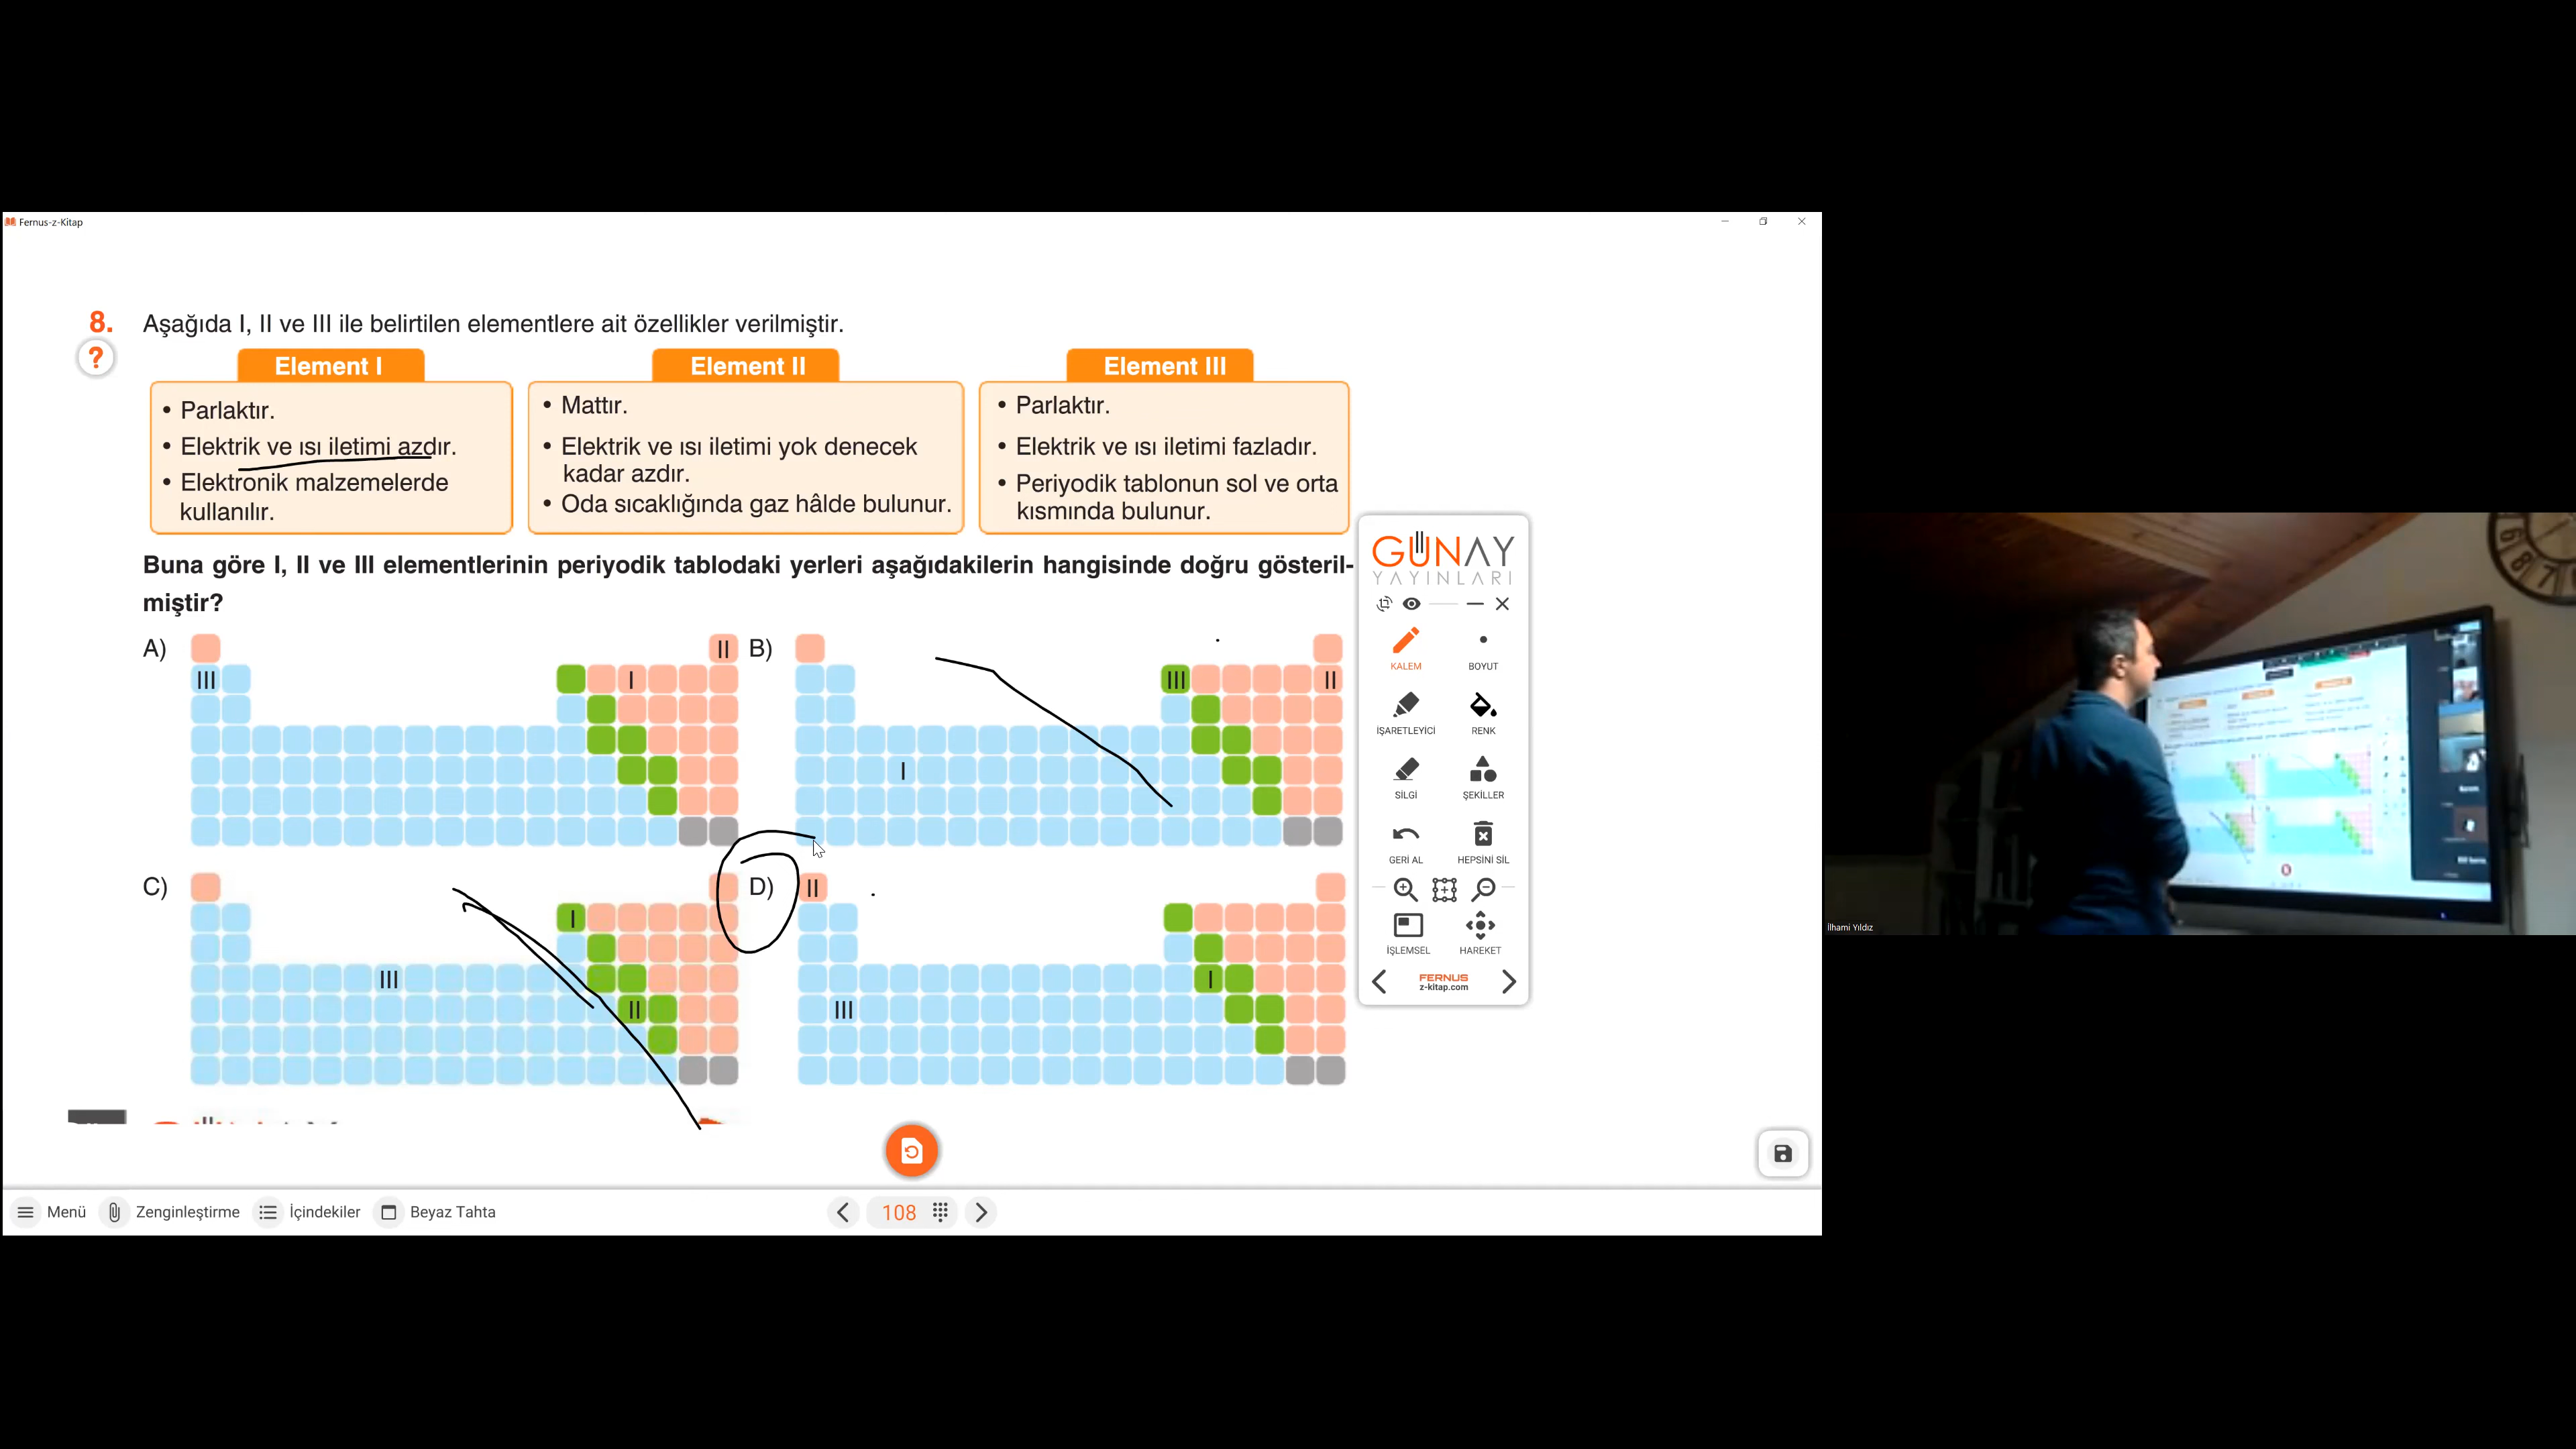 Fernus-z-Kitap
8. Aşağıda I, II ve III ile belirtilen elementlere ait özellikler verilmiştir.
?
Element I
• Parlaktır.
• Elektrik ve ısı iletimi azdır.
• Elektronik malzemelerde
kullanılır.
Element II
• Mattır.
• Elektrik ve ısı iletimi yok denecek
kadar azdır.
• Oda sıcaklığında gaz hâlde bulunur.
Element III
• Parlaktır.
• Elektrik ve ısı iletimi fazladır.
• Periyodik tablonun sol ve orta
kısmında bulunur.
Buna göre I, II ve III elementlerinin periyodik tablodaki yerleri aşağıdakilerin hangisinde doğru gösteril-
miştir?
A)
II
III
I
B)
III
II
I
C)
I
III
II
D)
II
I
III
GÜNAY
YAYINLARI
KALEM
BOYUT
İŞARETLEYİCİ
RENK
SİLGİ
ŞEKİLLER
GERİ AL
HEPSİNİ SİL
İŞLEMSEL
HAREKET
FERNUS
z-kitap.com
Menü
Zenginleştirme
İçindekiler
Beyaz Tahta
108
İlhami Yıldız